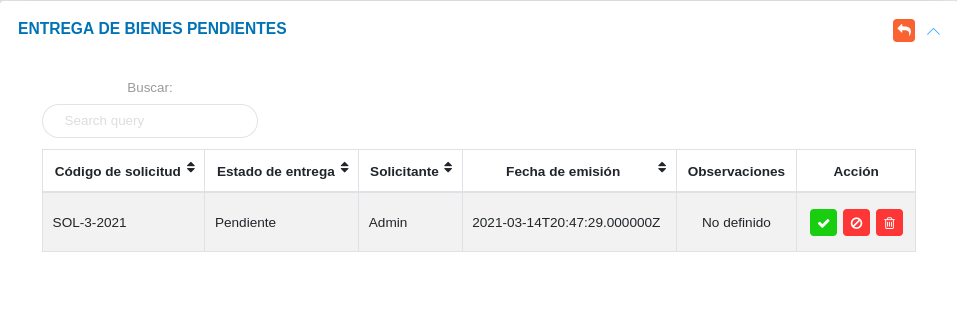 ENTREGA DE BIENES PENDIENTES
Buscar:
Search query
Código de solicitud Estado de entrega Solicitante Fecha de emisión Observaciones Acción
SOL-3-2021 Pendiente Admin 2021-03-14T20:47:29.000000Z No definido